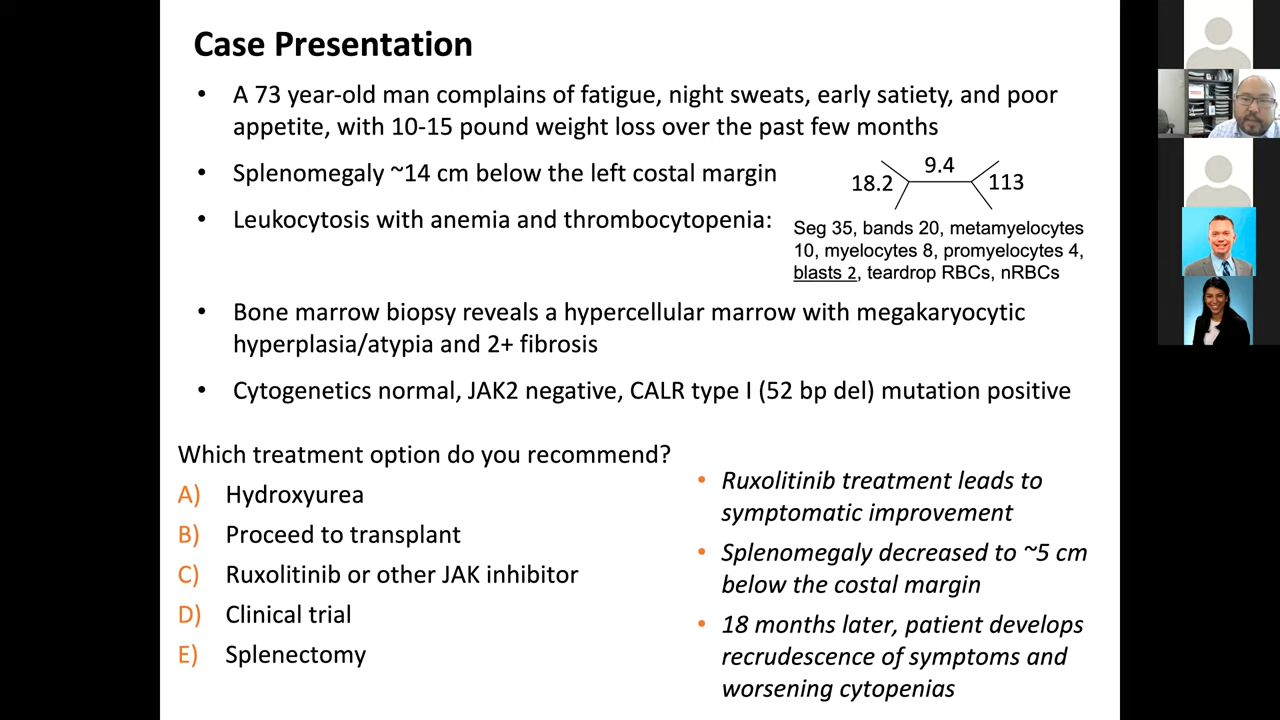 Case Presentation
• A 73 year-old man complains of fatigue, night sweats, early satiety, and poor
appetite, with 10-15 pound weight loss over the past few months
• Splenomegaly ~14 cm below the left costal margin
• Leukocytosis with anemia and thrombocytopenia:
9.4
18.2 113
Seg 35, bands 20, metamyelocytes
10, myelocytes 8, promyelocytes 4,
blasts 2, teardrop RBCs, nRBCs
• Bone marrow biopsy reveals a hypercellular marrow with megakaryocytic
hyperplasia/atypia and 2+ fibrosis
• Cytogenetics normal, JAK2 negative, CALR type I (52 bp del) mutation positive
Which treatment option do you recommend?
A) Hydroxyurea
B) Proceed to transplant
C) Ruxolitinib or other JAK inhibitor
D) Clinical trial
E) Splenectomy
• Ruxolitinib treatment leads to
symptomatic improvement
• Splenomegaly decreased to ~5 cm
below the costal margin
• 18 months later, patient develops
recrudescence of symptoms and
worsening cytopenias